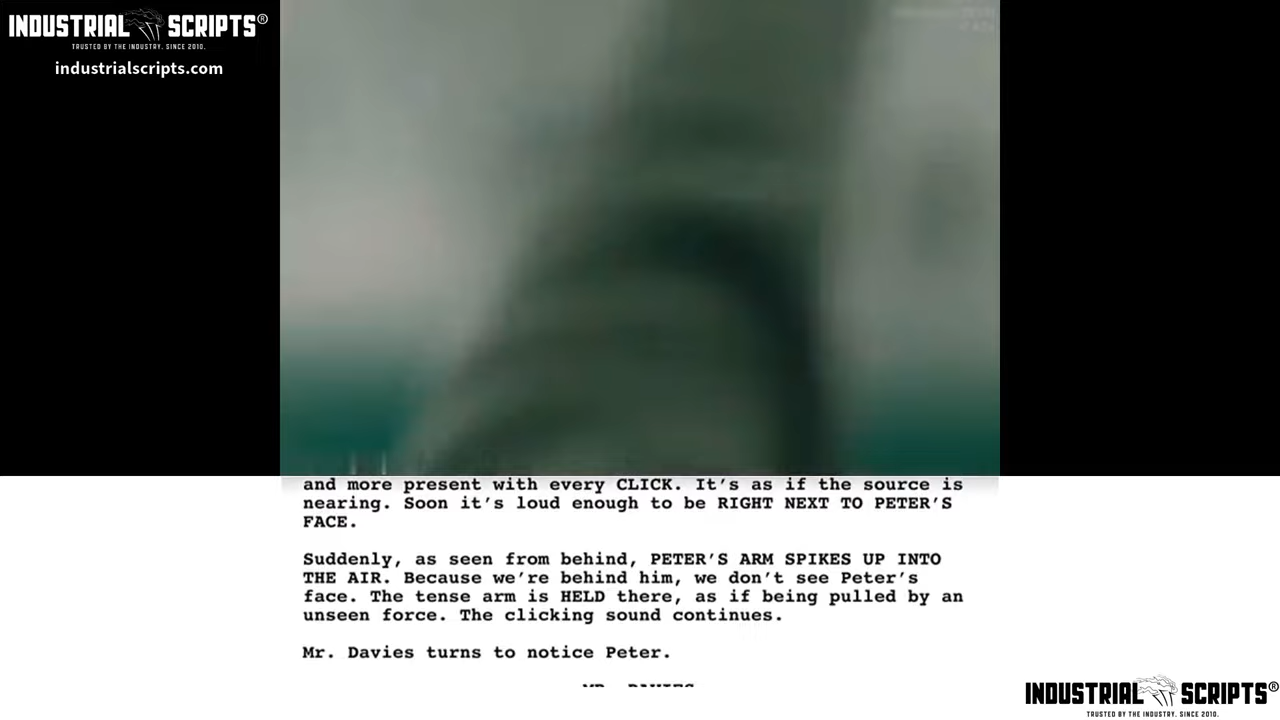 INDUSTRIAL SCRIPTS®
TRUSTED BY THE INDUSTRY. SINCE 2010.
industrialscripts.com
and more present with every CLICK. It's as if the source is
nearing. Soon it's loud enough to be RIGHT NEXT TO PETER'S
FACE.
Suddenly, as seen from behind, PETER'S ARM SPIKES UP INTO
THE AIR. Because we're behind him, we don't see Peter's
face. The tense arm is HELD there, as if being pulled by an
unseen force. The clicking sound continues.
Mr. Davies turns to notice Peter.
MR. DAVIES
INDUSTRIAL SCRIPTS®
TRUSTED BY THE INDUSTRY. SINCE 2010.